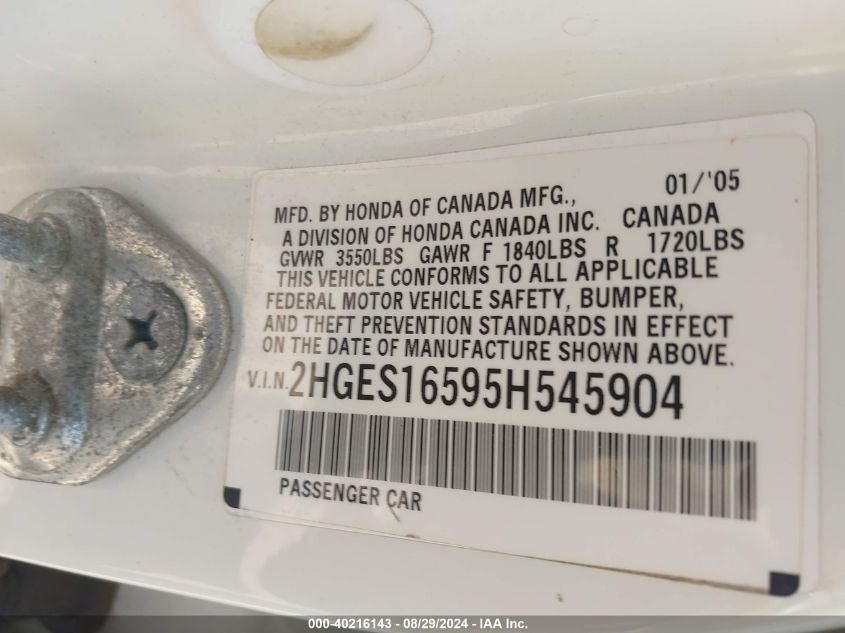 01/'05
MFD. BY HONDA OF CANADA MFG.,
A DIVISION OF HONDA CANADA INC. CANADA
GVWR 3550LBS GAWR F 1840LBS R 1720LBS
THIS VEHICLE CONFORMS TO ALL APPLICABLE
FEDERAL MOTOR VEHICLE SAFETY, BUMPER,
AND THEFT PREVENTION STANDARDS IN EFFECT
ON THE DATE OF MANUFACTURE SHOWN ABOVE.
V.I.N. 2HGES16595H545904
PASSENGER CAR
000-40216143 - 08/29/2024 - IAA Inc.